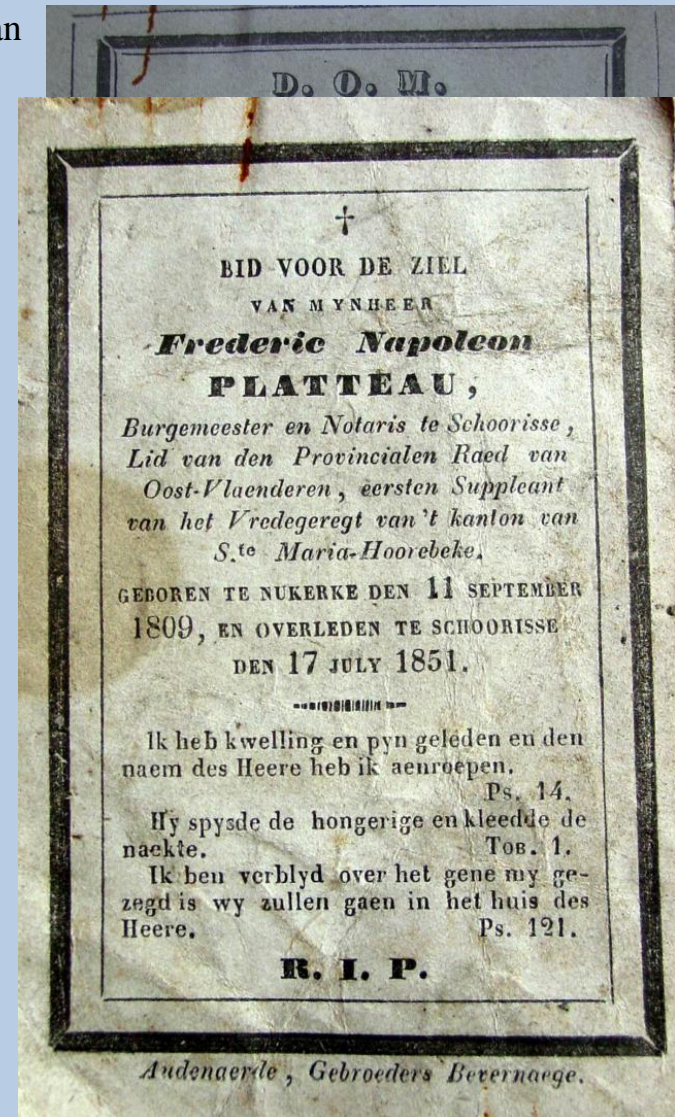 an
D. O. M.
†
BID VOOR DE ZIEL
VAN MYNHEER
Frederic Napoleon
PLATTEAU,
Burgemeester en Notaris te Schoorisse,
Lid van den Provincialen Raed van
Oost-Vlaenderen, eersten Suppleant
van het Vredegeregt van 't kanton van
S.te Maria-Hoorebeke.
GEBOREN TE NUKERKE DEN 11 SEPTEMBER
1809, EN OVERLEDEN TE SCHOORISSE
DEN 17 JULY 1851.
Ik heb kwelling en pyn geleden en den
naem des Heere heb ik aenroepen.
Ps. 14.
Hy spysde de hongerige en kleedde de
naekte. TOB. 1.
Ik ben verblyd over het gene my ge-
zegd is wy zullen gaen in het huis des
Heere. Ps. 121.
R. I. P.
Audenaerde, Gebroeders Bevernaege.